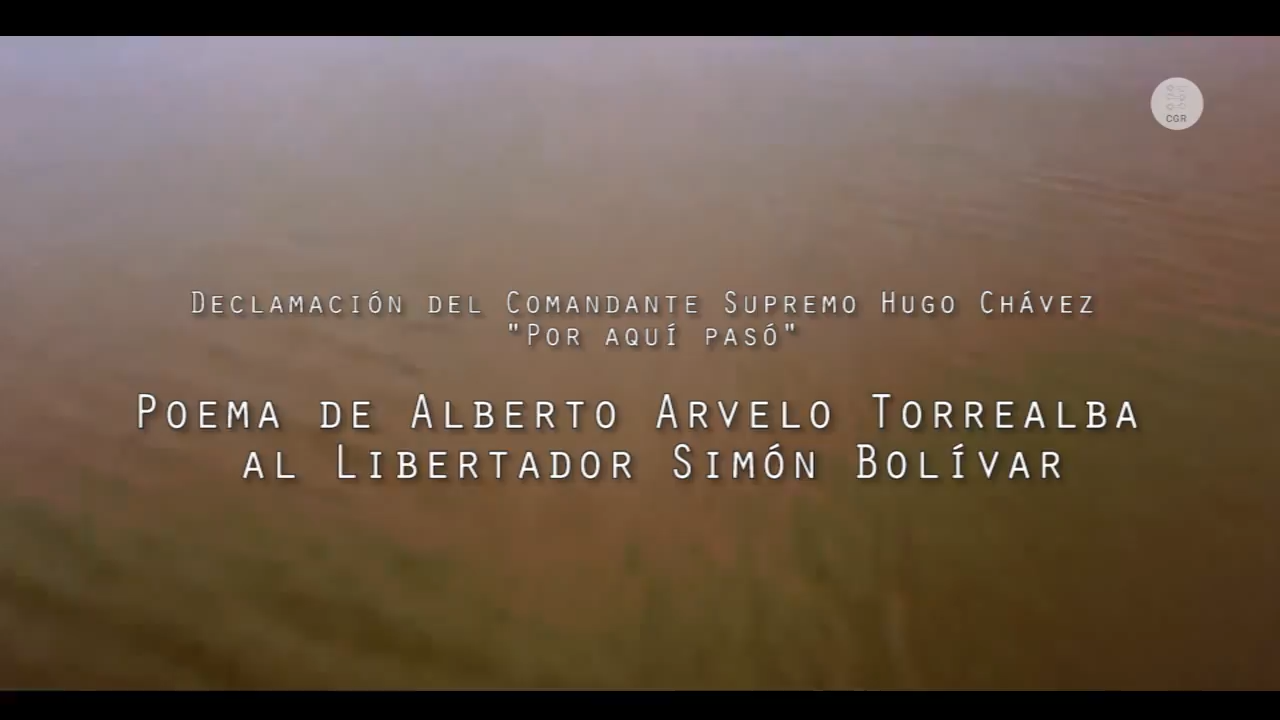 CGR
Declamación del Comandante Supremo Hugo Chávez
"Por aquí pasó"
Poema de Alberto Arvelo Torrealba
al Libertador Simón Bolívar